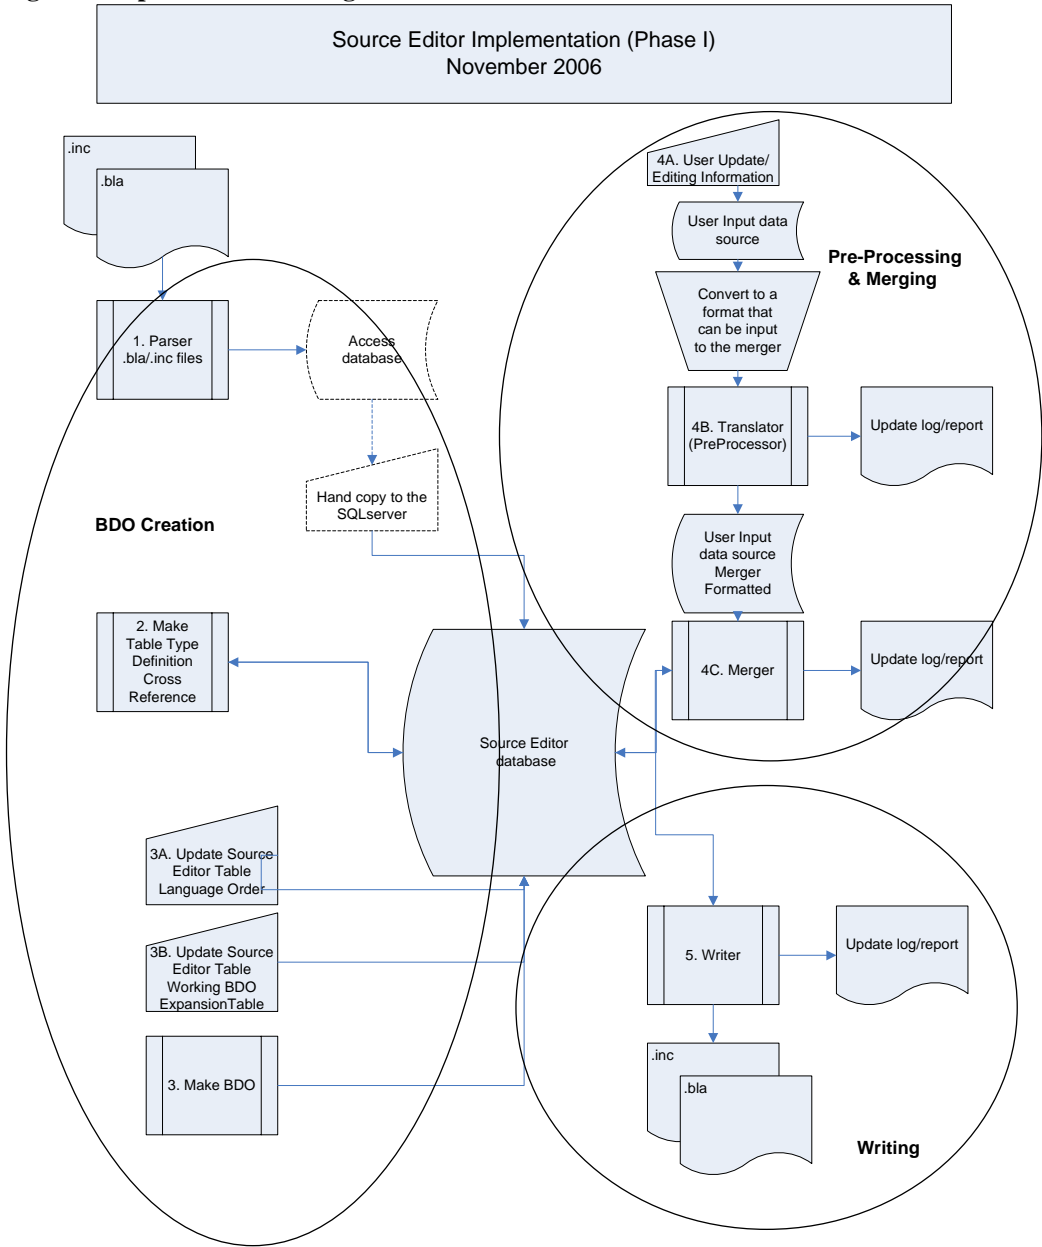 Source Editor Implementation (Phase I)
November 2006
.inc
.bla
4A. User Update/
Editing Information
User Input data
source
Pre-Processing
& Merging
Convert to a
format that
can be input
to the merger
1. Parser
.bla/.inc files
Access
database
4B. Translator
(PreProcessor)
Update log/report
Hand copy to the
SQLserver
BDO Creation
User Input
data source
Merger
Formatted
2. Make
Table Type
Definition
Cross
Reference
4C. Merger
Update log/report
Source Editor
database
3A. Update Source
Editor Table
Language Order
3B. Update Source
Editor Table
Working BDO
ExpansionTable
5. Writer
Update log/report
3. Make BDO
.inc
.bla
Writing